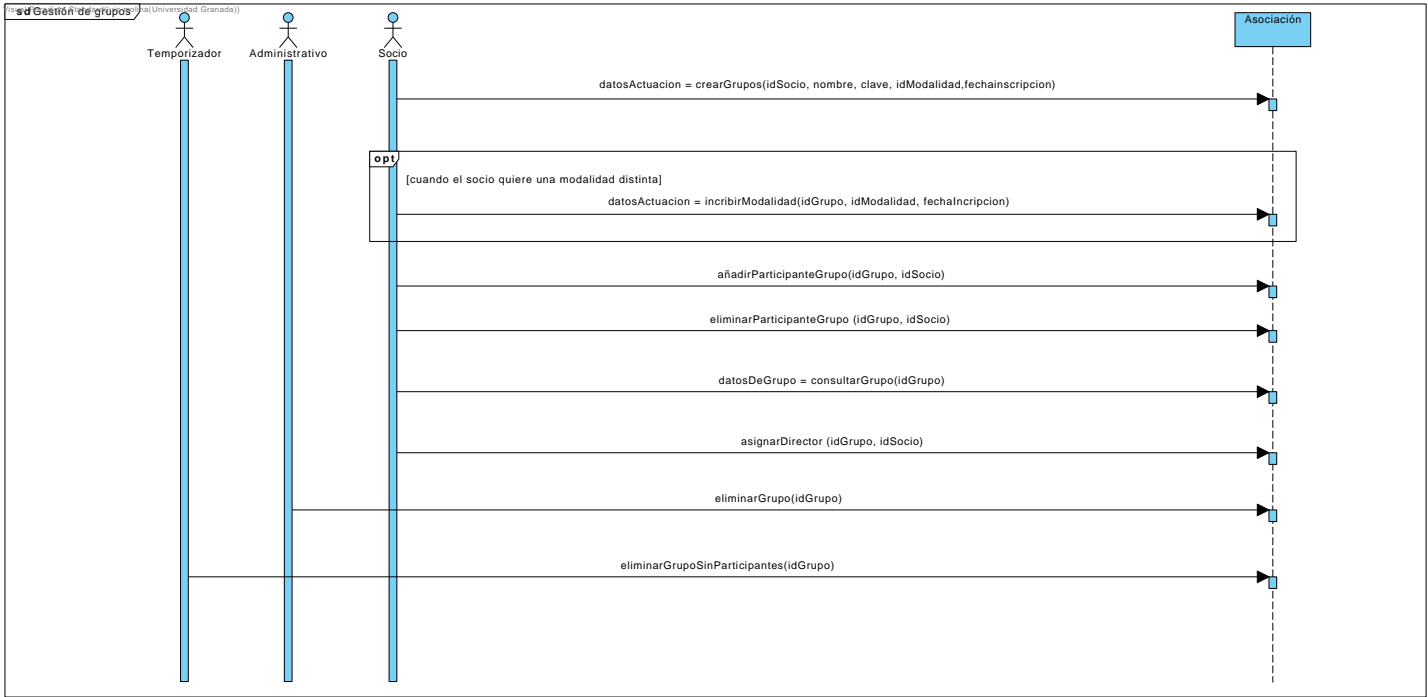 sd Gestión de grupos
Temporizador
Administrativo
Socio
Asociación
datosActuacion = crearGrupos(idSocio, nombre, clave, idModalidad,fechainscripcion)
opt
[cuando el socio quiere una modalidad distinta]
datosActuacion = incribirModalidad(idGrupo, idModalidad, fechaIncripcion)
añadirParticipanteGrupo(idGrupo, idSocio)
eliminarParticipanteGrupo (idGrupo, idSocio)
datosDeGrupo = consultarGrupo(idGrupo)
asignarDirector (idGrupo, idSocio)
eliminarGrupo(idGrupo)
eliminarGrupoSinParticipantes(idGrupo)